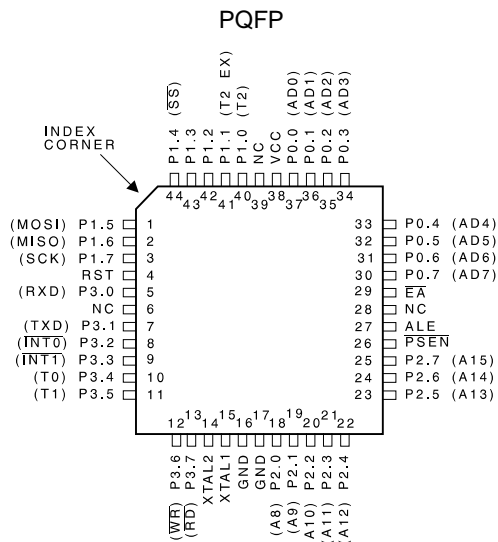 PQFP
INDEX
CORNER
P1.4 (S̅S̅)
P1.3
P1.2
P1.1 (T2 EX)
P1.0 (T2)
NC
VCC
P0.0 (AD0)
P0.1 (AD1)
P0.2 (AD2)
P0.3 (AD3)
44
43
42
41
40
39
38
37
36
35
34
(MOSI) P1.5 1
(MISO) P1.6 2
(SCK) P1.7 3
RST 4
(RXD) P3.0 5
NC 6
(TXD) P3.1 7
(I̅N̅T̅0̅) P3.2 8
(I̅N̅T̅1̅) P3.3 9
(T0) P3.4 10
(T1) P3.5 11
33 P0.4 (AD4)
32 P0.5 (AD5)
31 P0.6 (AD6)
30 P0.7 (AD7)
29 E̅A̅
28 NC
27 ALE
26 P̅S̅E̅N̅
25 P2.7 (A15)
24 P2.6 (A14)
23 P2.5 (A13)
12
13
14
15
16
17
18
19
20
21
22
(W̅R̅) P3.6
(R̅D̅) P3.7
XTAL2
XTAL1
GND
GND
(A8) P2.0
(A9) P2.1
(A10) P2.2
(A11) P2.3
(A12) P2.4